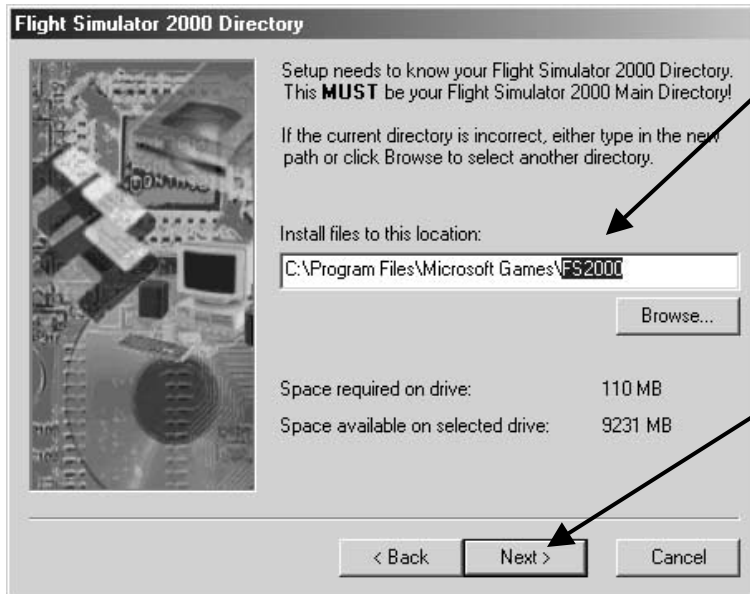 Flight Simulator 2000 Directory
Setup needs to know your Flight Simulator 2000 Directory.
This MUST be your Flight Simulator 2000 Main Directory!
If the current directory is incorrect, either type in the new
path or click Browse to select another directory.
Install files to this location:
C:\Program Files\Microsoft Games\FS2000
Browse...
Space required on drive: 110 MB
Space available on selected drive: 9231 MB
< Back Next > Cancel